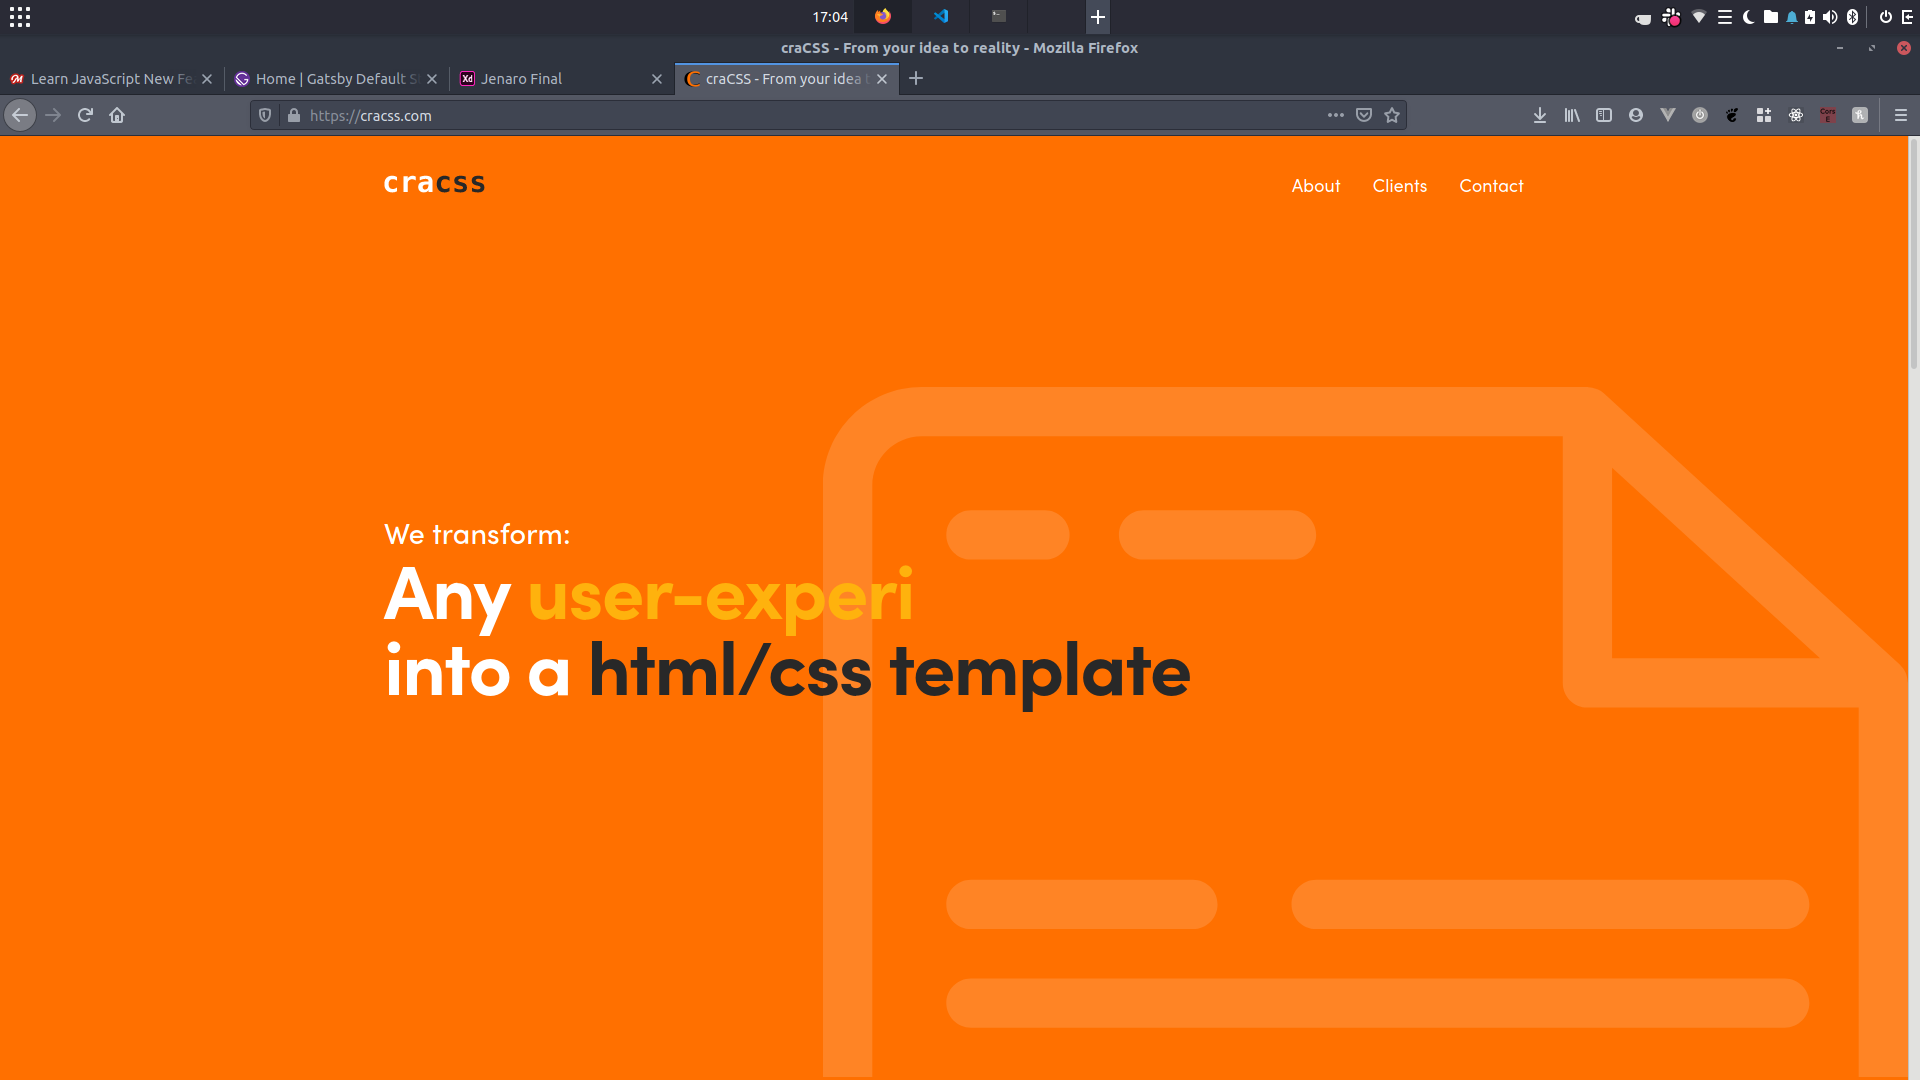 17:04
craCSS - From your idea to reality - Mozilla Firefox
Learn JavaScript New Fe
Home | Gatsby Default S
Jenaro Final
craCSS - From your idea t
https://cracss.com
cracss
About
Clients
Contact
We transform:
Any user-experi
into a html/css template